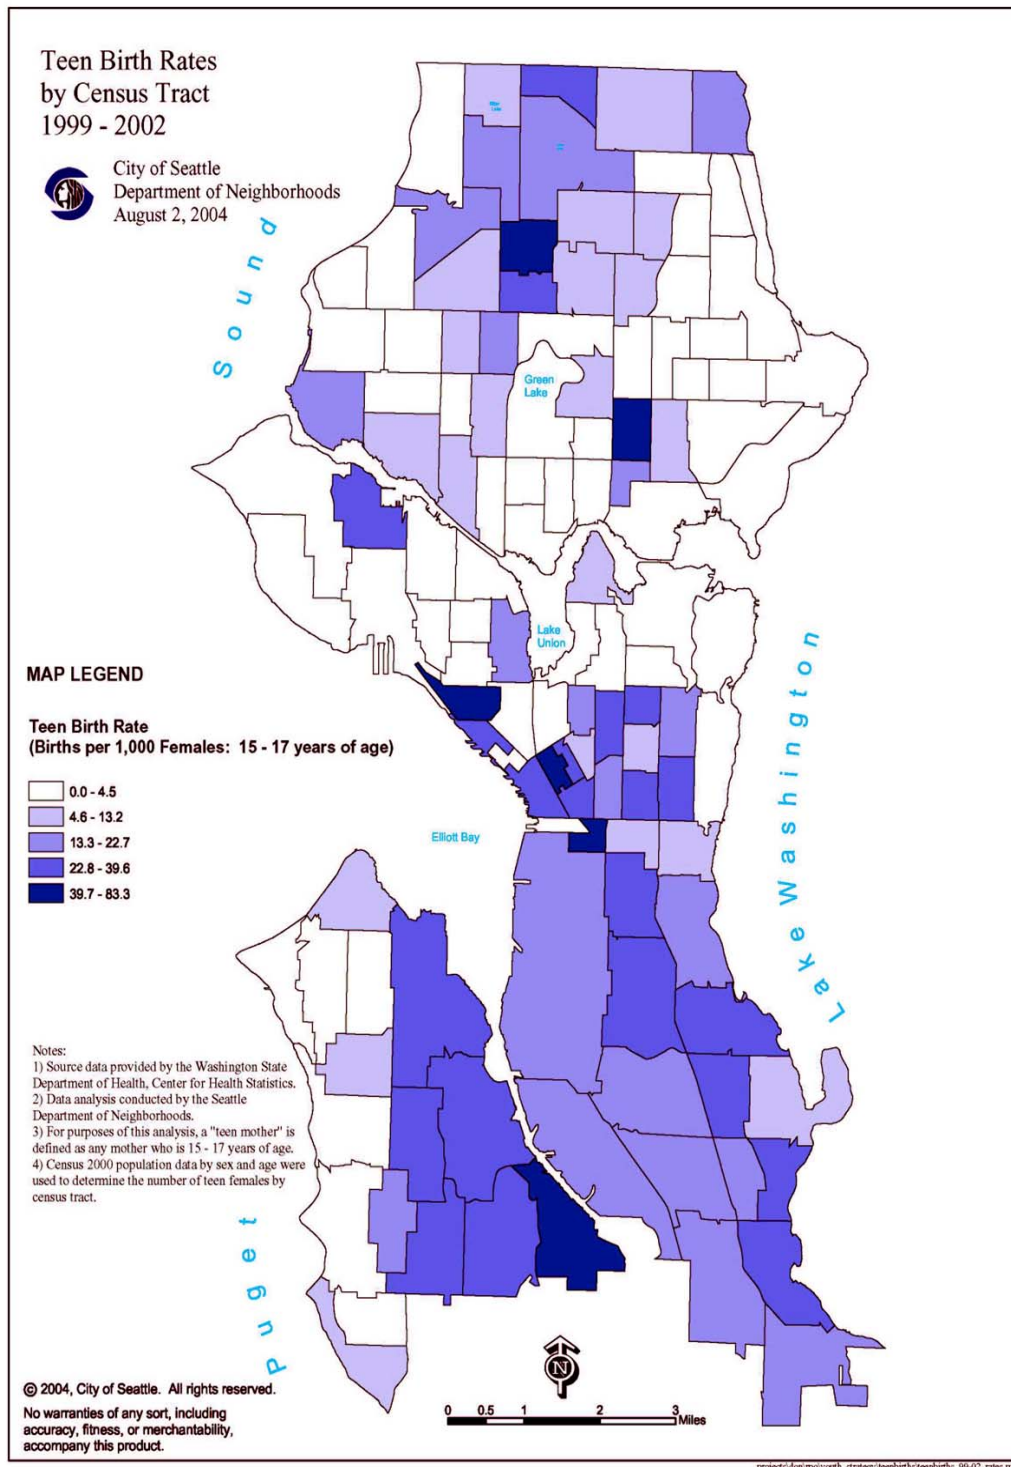 Teen Birth Rates
by Census Tract
1999 - 2002
City of Seattle
Department of Neighborhoods
August 2, 2004
Puget Sound
Green
Lake
Lake
Union
Lake Washington
Elliott Bay
MAP LEGEND
Teen Birth Rate
(Births per 1,000 Females: 15 - 17 years of age)
0.0 - 4.5
4.6 - 13.2
13.3 - 22.7
22.8 - 39.6
39.7 - 83.3
Notes:
1) Source data provided by the Washington State
Department of Health, Center for Health Statistics.
2) Data analysis conducted by the Seattle
Department of Neighborhoods.
3) For purposes of this analysis, a "teen mother" is
defined as any mother who is 15 - 17 years of age.
4) Census 2000 population data by sex and age were
used to determine the number of teen females by
census tract.
© 2004, City of Seattle. All rights reserved.
No warranties of any sort, including
accuracy, fitness, or merchantability,
accompany this product.
N
0 0.5 1 2 3
Miles